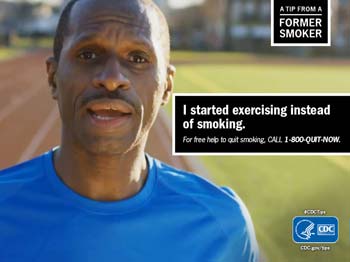 A TIP FROM A
FORMER
SMOKER
I started exercising instead
of smoking.
For free help to quit smoking, CALL 1-800-QUIT-NOW.
#CDCTips
CDC
CDC.gov/tips